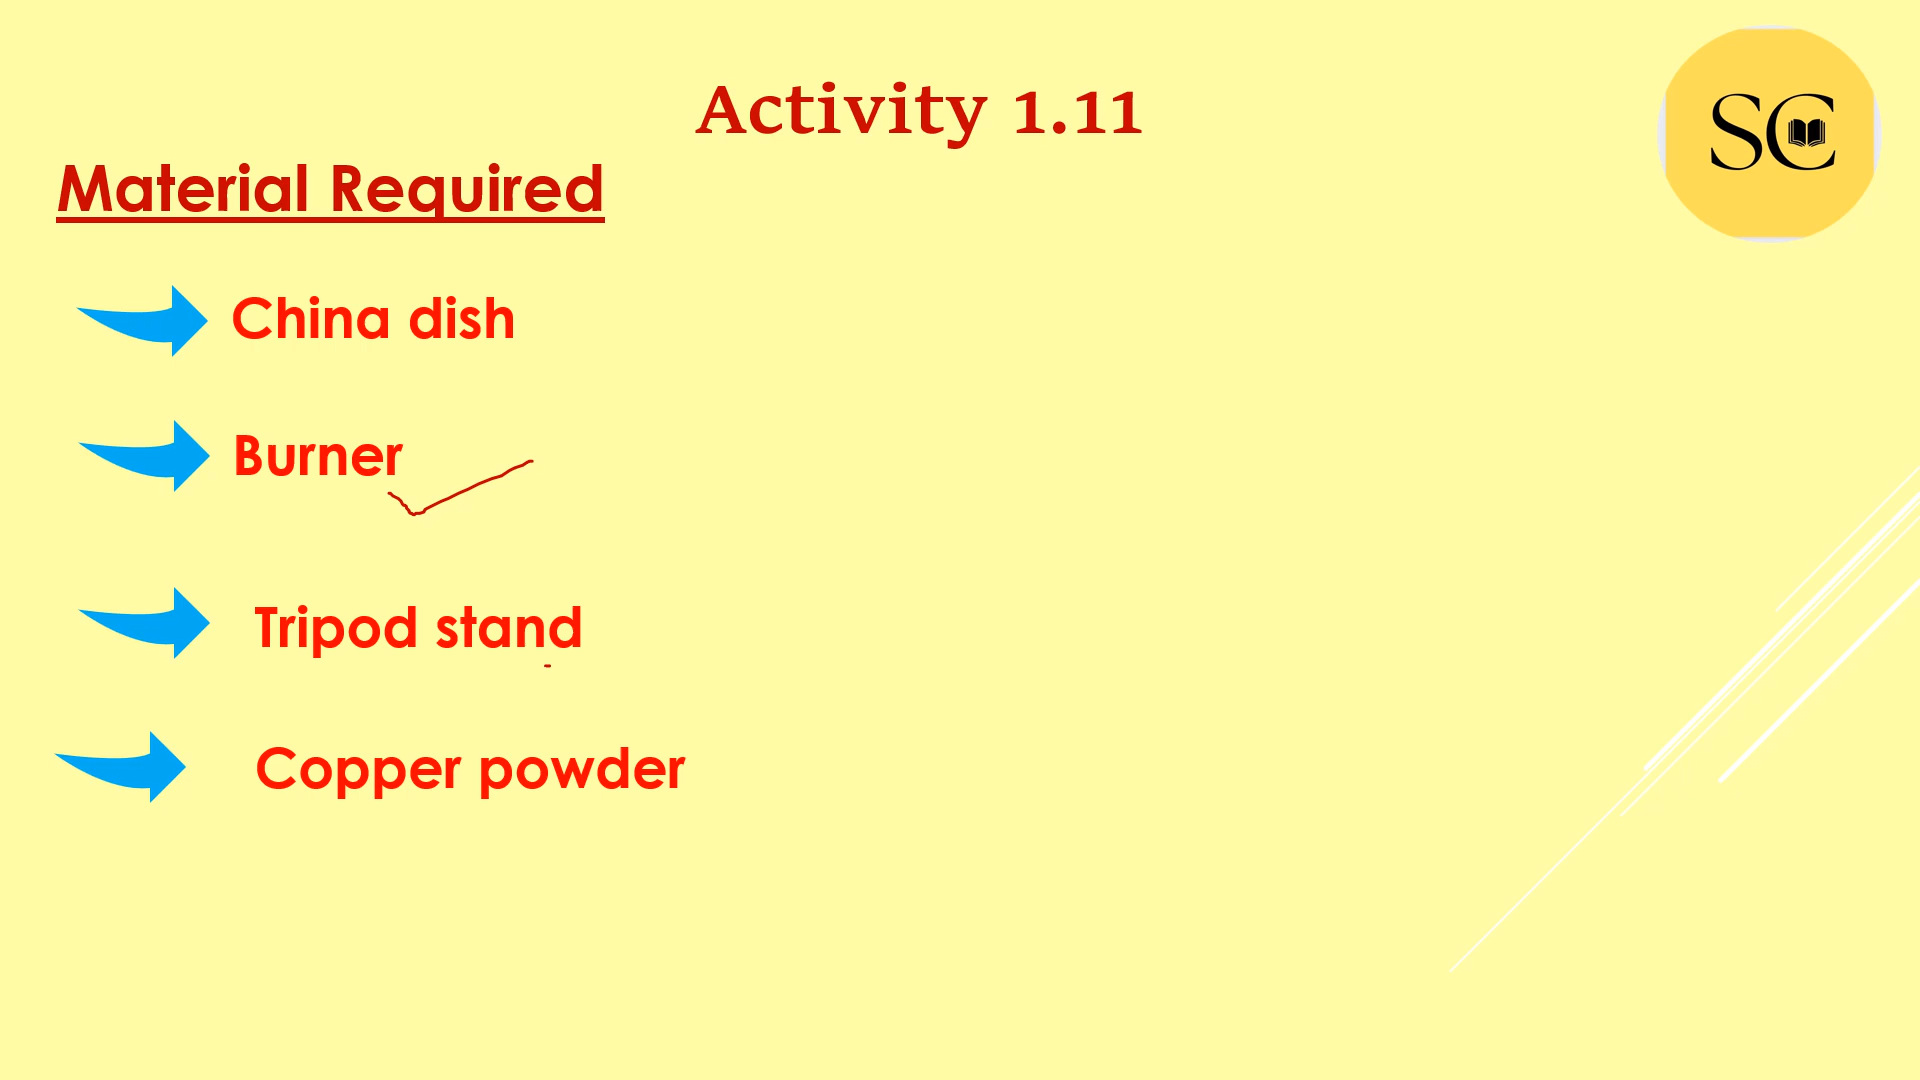 Activity 1.11
SC
Material Required
China dish
Burner
Tripod stand
Copper powder